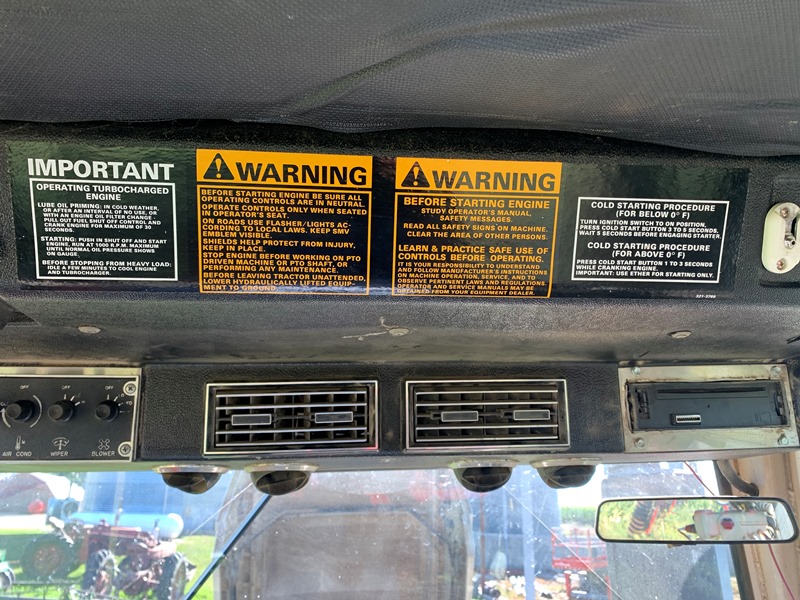 IMPORTANT
OPERATING TURBOCHARGED
ENGINE
LUBE OIL PRIMING: IN COLD WEATHER,
OR AFTER AN INTERVAL OF NO USE, OR
WITH AN ENGINE OIL FILTER CHANGE
PULL OUT FUEL SHUT OFF CONTROL AND
CRANK ENGINE FOR MAXIMUM OF 30
SECONDS.
STARTING: PUSH IN SHUT OFF AND START
ENGINE, RUN AT 1000 R.P.M. MAXIMUM
UNTIL NORMAL OIL PRESSURE SHOWS
ON GAUGES.
BEFORE STOPPING FROM HEAVY LOAD:
IDLE A FEW MINUTES TO COOL ENGINE
AND TURBOCHARGER.
WARNING
BEFORE STARTING ENGINE BE SURE ALL
OPERATING CONTROLS ARE IN NEUTRAL.
OPERATE CONTROLS ONLY WHEN SEATED
IN OPERATOR'S SEAT.
ON ROADS USE FLASHER/LIGHTS AC-
CORDING TO LOCAL LAWS. KEEP SMV
EMBLEM VISIBLE.
SHIELDS HELP PROTECT FROM INJURY,
KEEP IN PLACE.
STOP ENGINE BEFORE WORKING ON PTO
DRIVEN MACHINE OR PTO SHAFT, OR
PERFORMING ANY MAINTENANCE.
BEFORE LEAVING TRACTOR UNATTENDED,
LOWER HYDRAULICALLY LIFTED EQUIP-
MENT TO GROUND.
WARNING
BEFORE STARTING ENGINE
STUDY OPERATOR'S MANUAL,
SAFETY MESSAGES.
READ ALL SAFETY SIGNS ON MACHINE.
CLEAR THE AREA OF OTHER PERSONS.
LEARN & PRACTICE SAFE USE OF
CONTROLS BEFORE OPERATING.
IT IS YOUR RESPONSIBILITY TO UNDERSTAND
AND FOLLOW MANUFACTURER'S INSTRUCTIONS
ON MACHINE OPERATION, SERVICE, AND TO
OBSERVE PERTINENT LAWS AND REGULATIONS.
OPERATOR AND SERVICE MANUALS MAY BE
OBTAINED FROM YOUR EQUIPMENT DEALER.
COLD STARTING PROCEDURE
(FOR BELOW 0° F)
TURN IGNITION SWITCH TO ON POSITION.
PRESS COLD START BUTTON 3 TO 5 SECONDS,
WAIT 5 SECONDS BEFORE ENGAGING STARTER.
COLD STARTING PROCEDURE
(FOR ABOVE 0° F)
PRESS COLD START BUTTON 1 TO 3 SECONDS
WHILE CRANKING ENGINE.
IMPORTANT: USE ETHER FOR STARTING ONLY.
OFF OFF OFF
AIR COND WIPER BLOWER